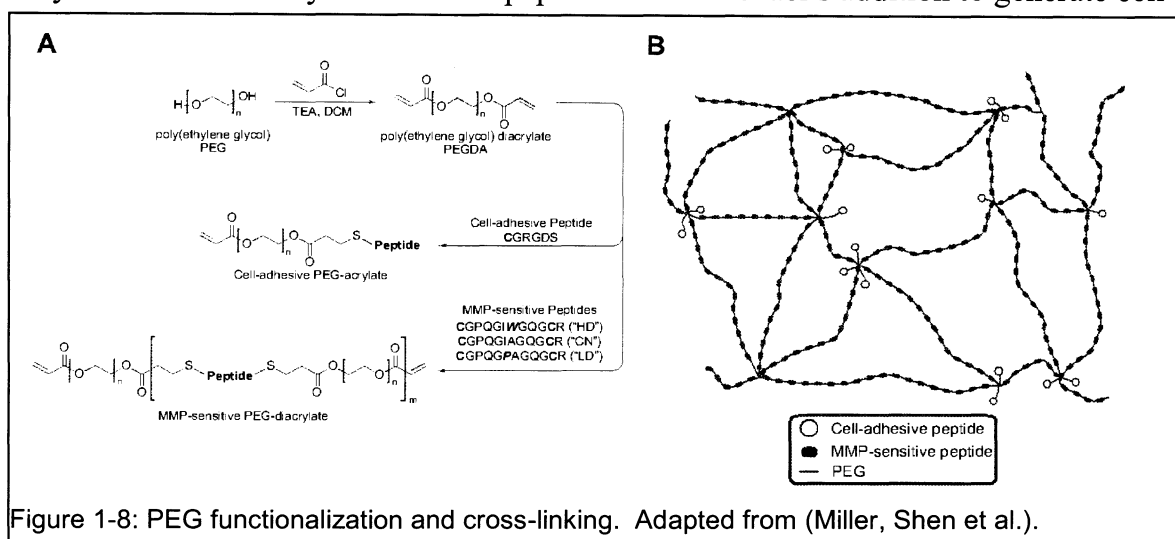 A
O
Cl
H
O
OH
n
TEA, DCM
poly(ethylene glycol)
PEG
O
O
O
n
O
poly(ethylene glycol) diacrylate
PEGDA
O
O
O
n
O
S
Peptide
Cell-adhesive PEG-acrylate
Cell-adhesive Peptide
CGRGDS
MMP-sensitive Peptides
CGPQGIWGQGCR ("HD")
CGPQGIAGQGCR ("CN")
CGPQGPAGQGCR ("LD")
O
O
O
n
O
S
Peptide
S
O
O
O
n
O
m
MMP-sensitive PEG-diacrylate
B
Cell-adhesive peptide
MMP-sensitive peptide
PEG
Figure 1-8: PEG functionalization and cross-linking. Adapted from (Miller, Shen et al.).